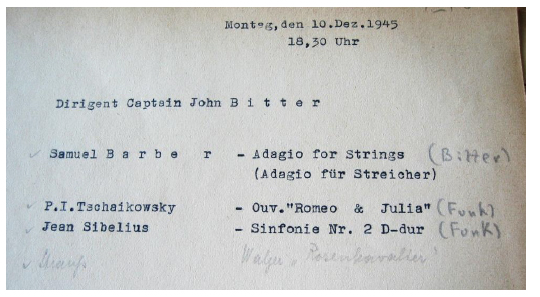 Montag,den 10.Dez.1945
18,30 Uhr
Dirigent Captain John B i t t e r
Samuel B a r b e r - Adagio for Strings (Bitter)
(Adagio für Streicher)
P.I.Tschaikowsky - Ouv."Romeo & Julia" (Funk)
Jean Sibelius - Sinfonie Nr. 2 D-dur (Funk)
Strauß Walzer „Rosenkavalier"